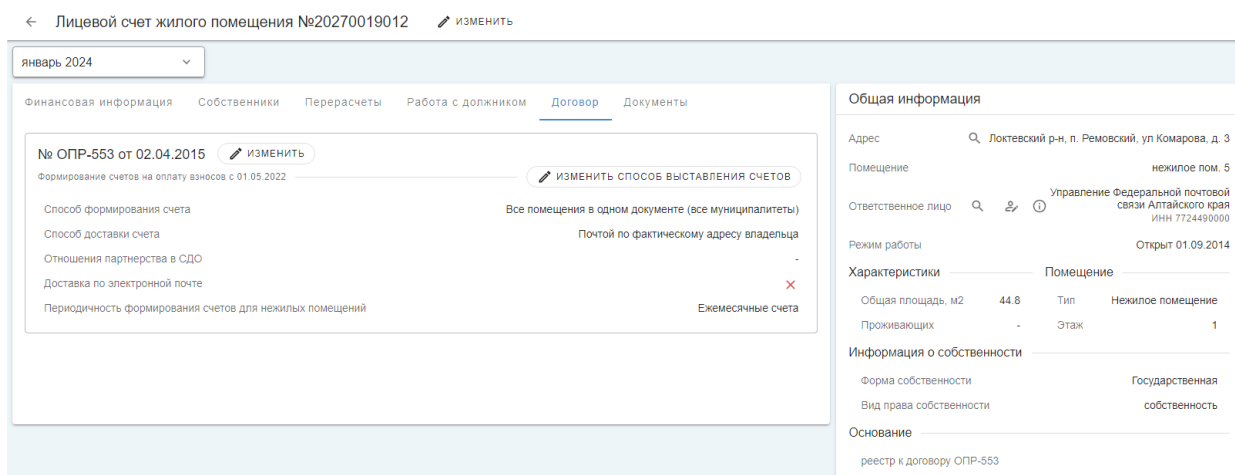 Лицевой счет жилого помещения №20270019012 ИЗМЕНИТЬ
январь 2024
Финансовая информация Собственники Перерасчеты Работа с должником Договор Документы
№ ОПР-553 от 02.04.2015 ИЗМЕНИТЬ
Формирование счетов на оплату взносов с 01.05.2022 ИЗМЕНИТЬ СПОСОБ ВЫСТАВЛЕНИЯ СЧЕТОВ
Способ формирования счета Все помещения в одном документе (все муниципалитеты)
Способ доставки счета Почтой по фактическому адресу владельца
Отношения партнерства в СДО -
Доставка по электронной почте
Периодичность формирования счетов для нежилых помещений Ежемесячные счета
Общая информация
Адрес Локтевский р-н, п. Ремовский, ул Комарова, д. 3
Помещение нежилое пом. 5
Ответственное лицо Управление Федеральной почтовой
связи Алтайского края
ИНН 7724490000
Режим работы Открыт 01.09.2014
Характеристики Помещение
Общая площадь, м2 44.8 Тип Нежилое помещение
Проживающих - Этаж 1
Информация о собственности
Форма собственности Государственная
Вид права собственности собственность
Основание
реестр к договору ОПР-553